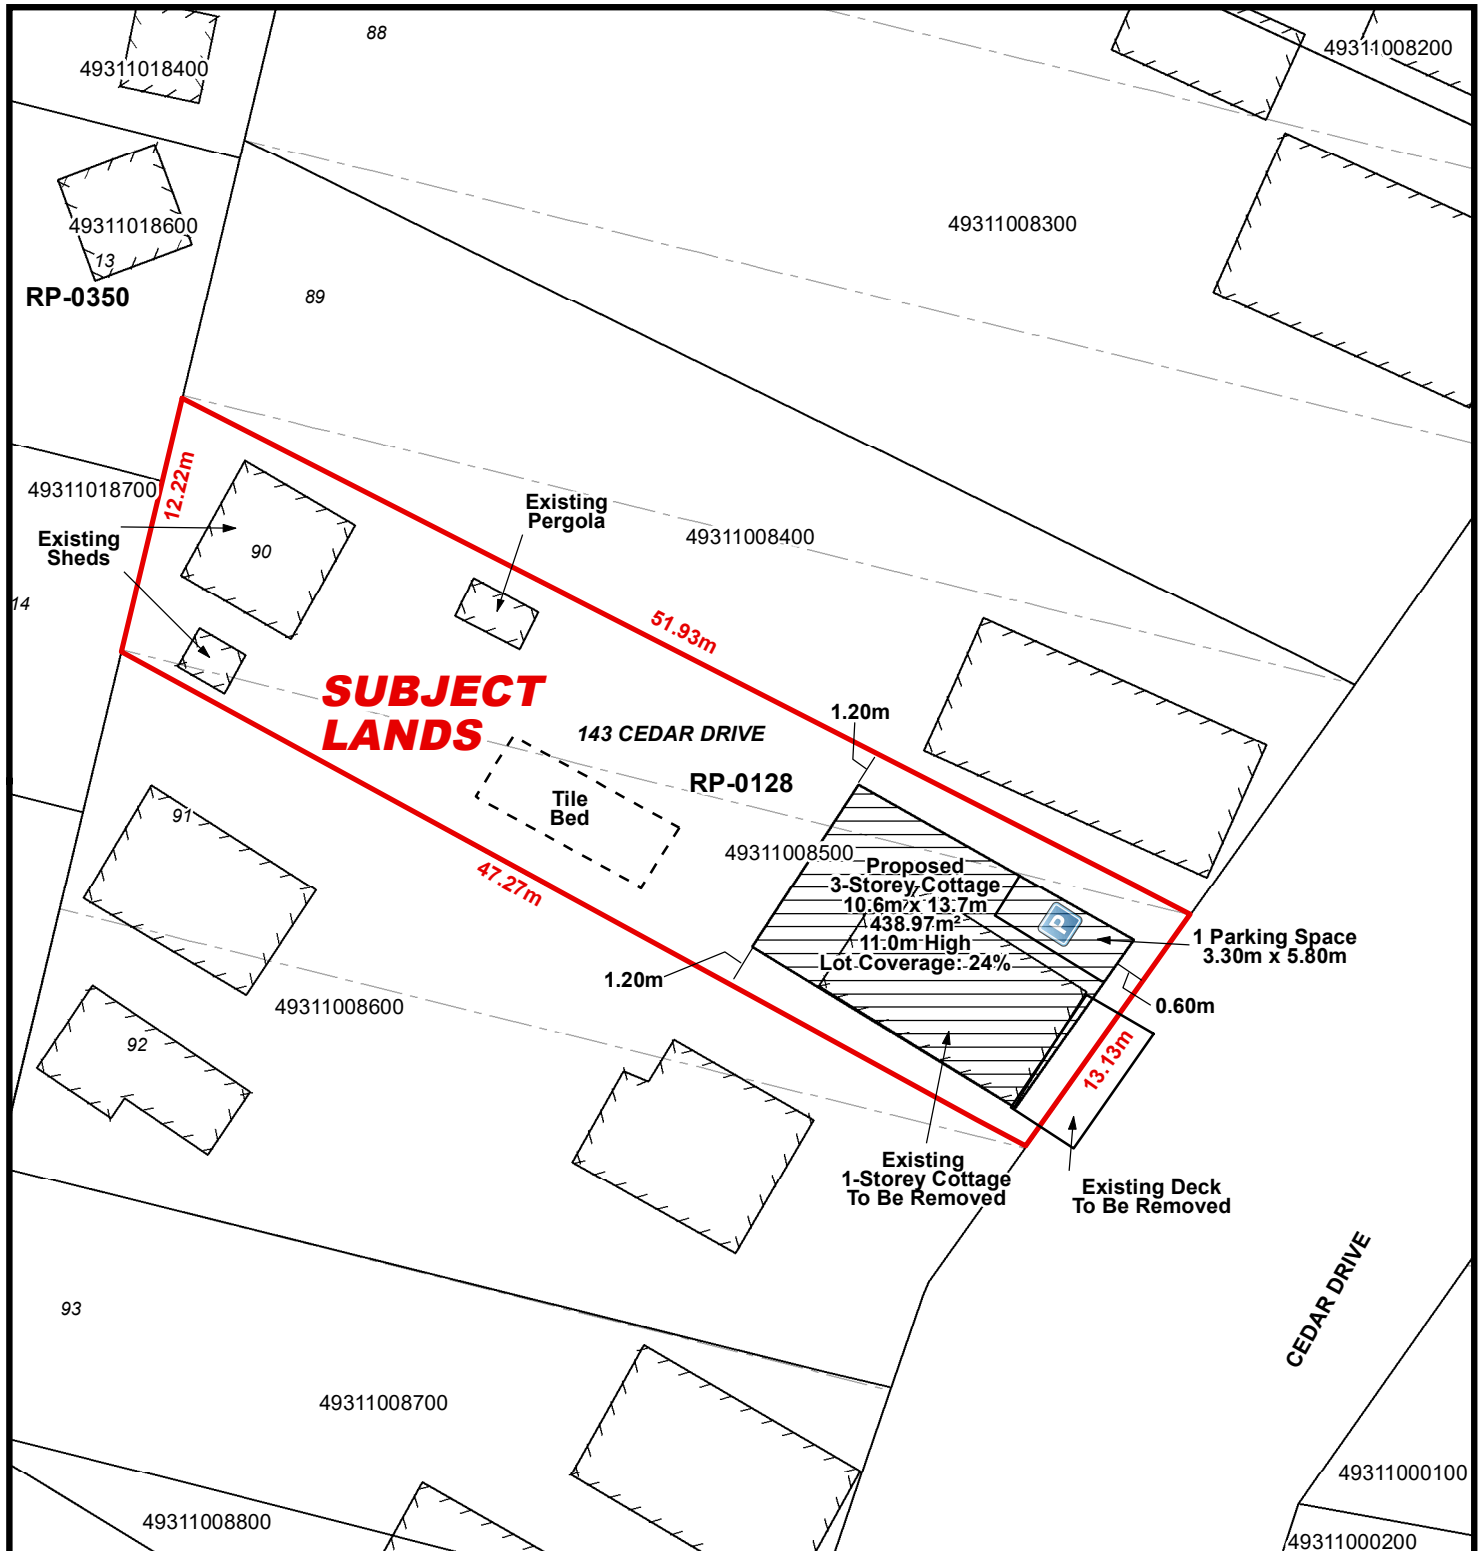 88
49311018400
49311008200
49311018600
13
49311008300
RP-0350
89
49311018700
12.22m
Existing
Sheds
90
Existing
Pergola
49311008400
14
51.93m
SUBJECT
LANDS
143 CEDAR DRIVE
1.20m
RP-0128
Tile
Bed
91
49311008500
47.27m
Proposed
3-Storey Cottage
10.6m x 13.7m
438.97m²
11.0m High
Lot Coverage: 24%
P
1 Parking Space
3.30m x 5.80m
1.20m
0.60m
49311008600
92
13.13m
Existing
1-Storey Cottage
To Be Removed
Existing Deck
To Be Removed
CEDAR DRIVE
93
49311008700
49311000100
49311008800
49311000200